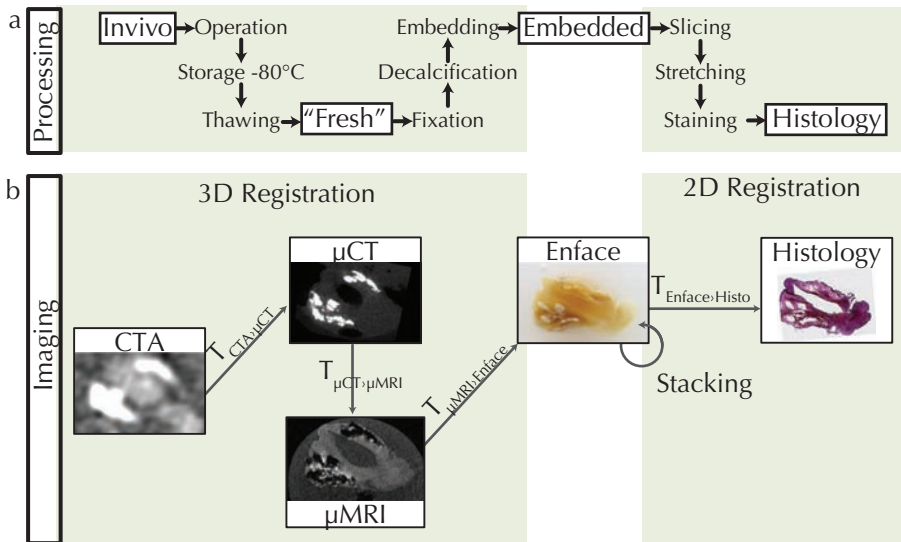 a
Processing
Invivo
Operation
Storage -80°C
Thawing
“Fresh”
Fixation
Decalcification
Embedding
Embedded
Slicing
Stretching
Staining
Histology
b
Imaging
3D Registration
2D Registration
CTA
T CTA›µCT
µCT
T µCT›µMRI
µMRI
T µMRI›Enface
Enface
Stacking
T Enface›Histo
Histology